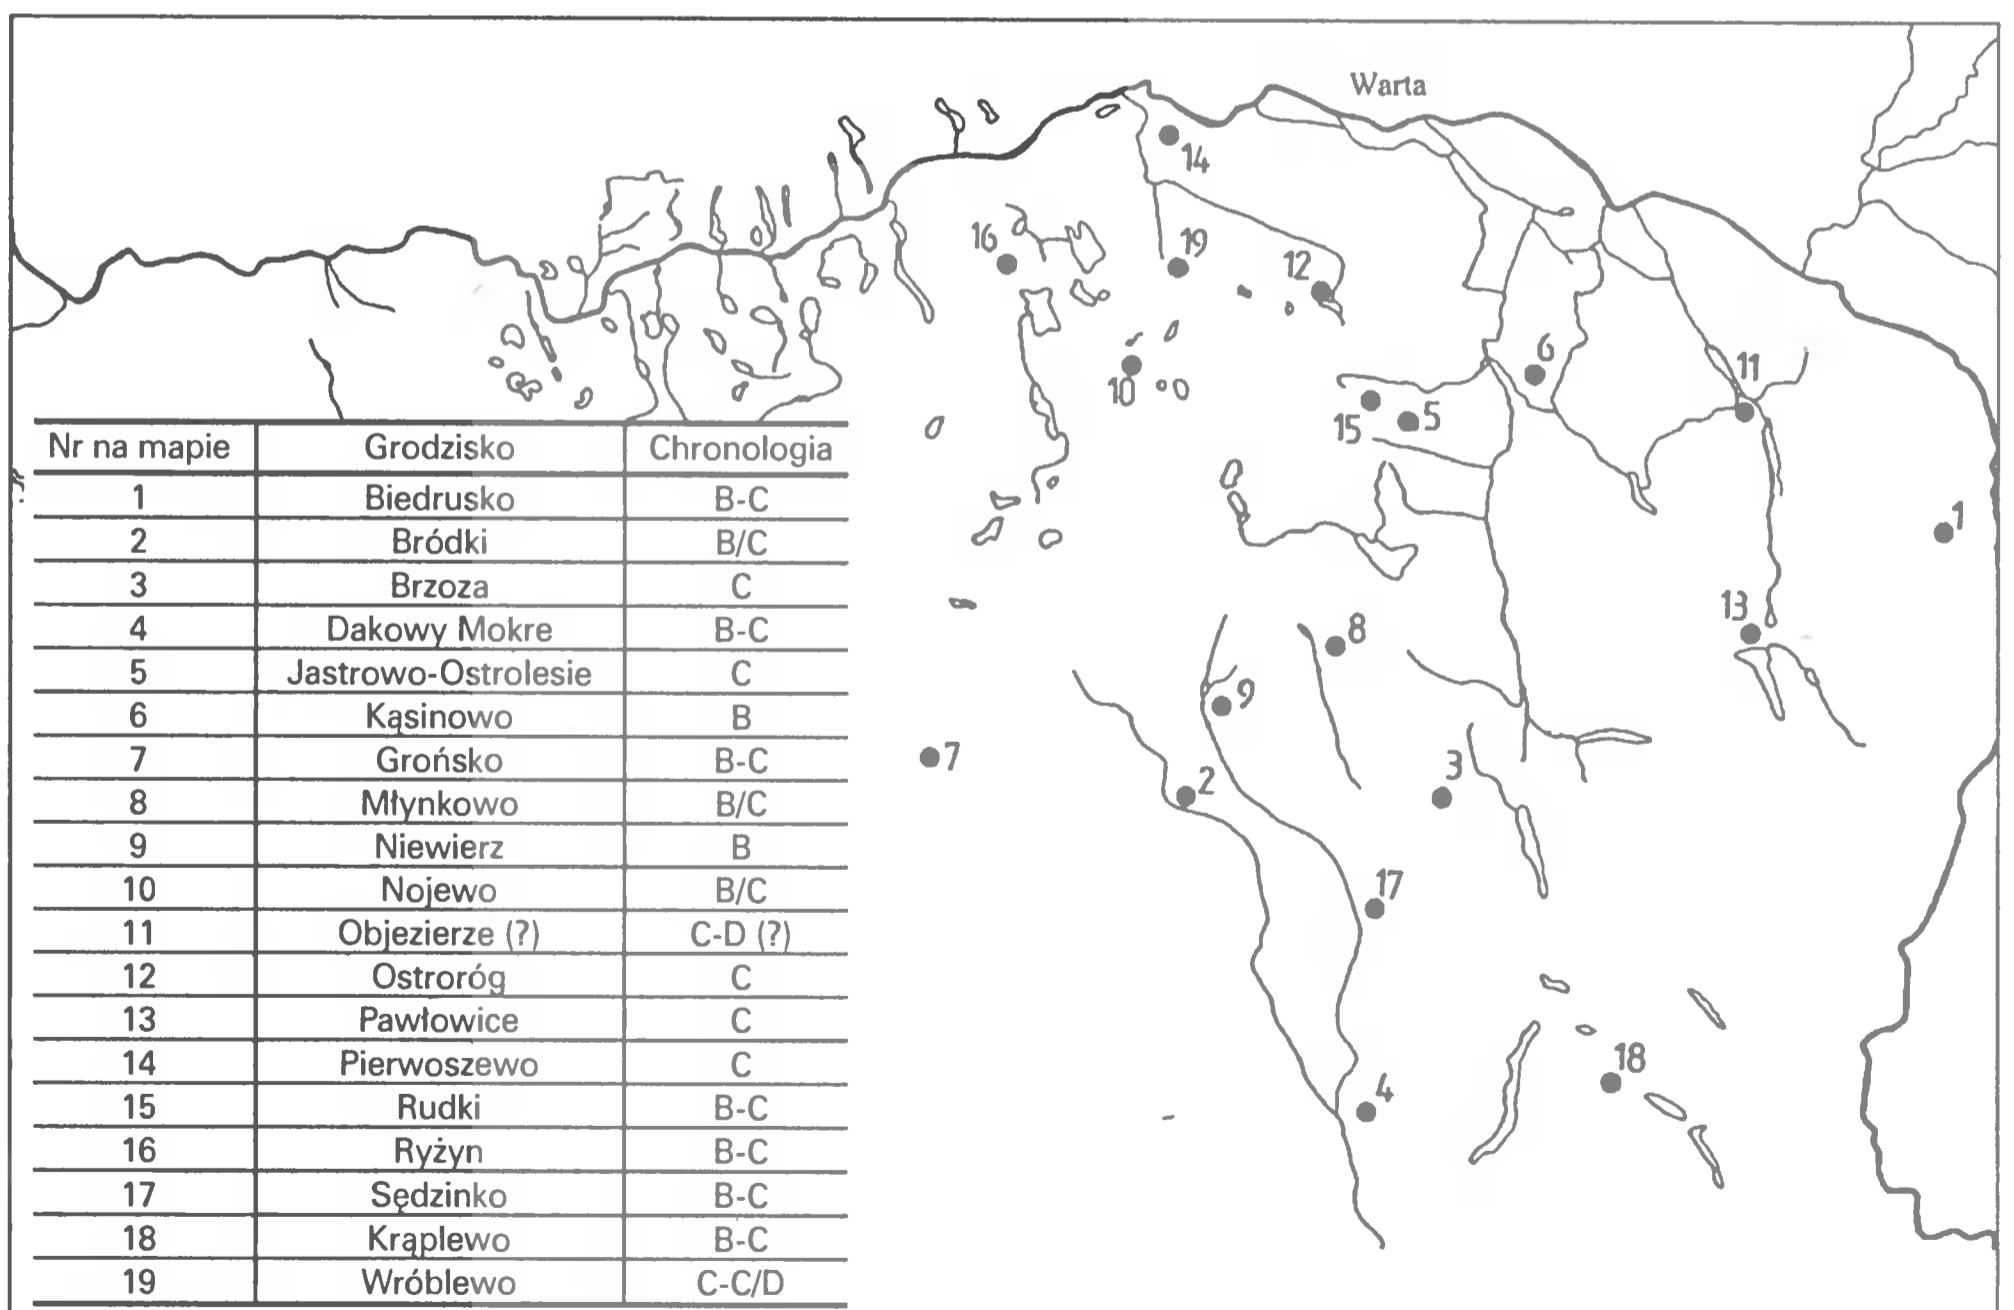 Warta
14
16
19
12
10
6
11
15
5
1
13
8
9
7
2
3
17
18
4
Nr na mapie Grodzisko Chronologia
1 Biedrusko B-C
2 Bródki B/C
3 Brzoza C
4 Dakowy Mokre B-C
5 Jastrowo-Ostrolesie C
6 Kąsinowo B
7 Grońsko B-C
8 Młynkowo B/C
9 Niewierz B
10 Nojewo B/C
11 Objezierze (?) C-D (?)
12 Ostroróg C
13 Pawłowice C
14 Pierwoszewo C
15 Rudki B-C
16 Ryżyn B-C
17 Sędzinko B-C
18 Krąplewo B-C
19 Wróblewo C-C/D